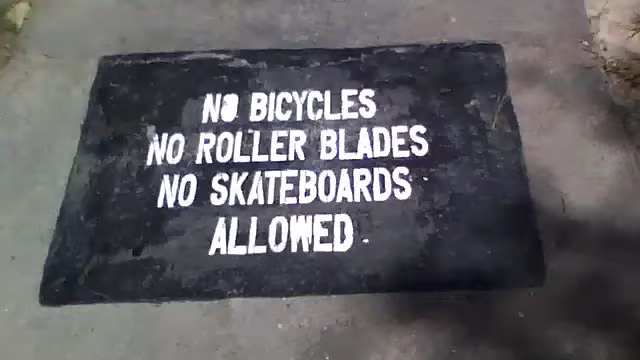 NO BICYCLES
NO ROLLER BLADES
NO SKATEBOARDS
ALLOWED